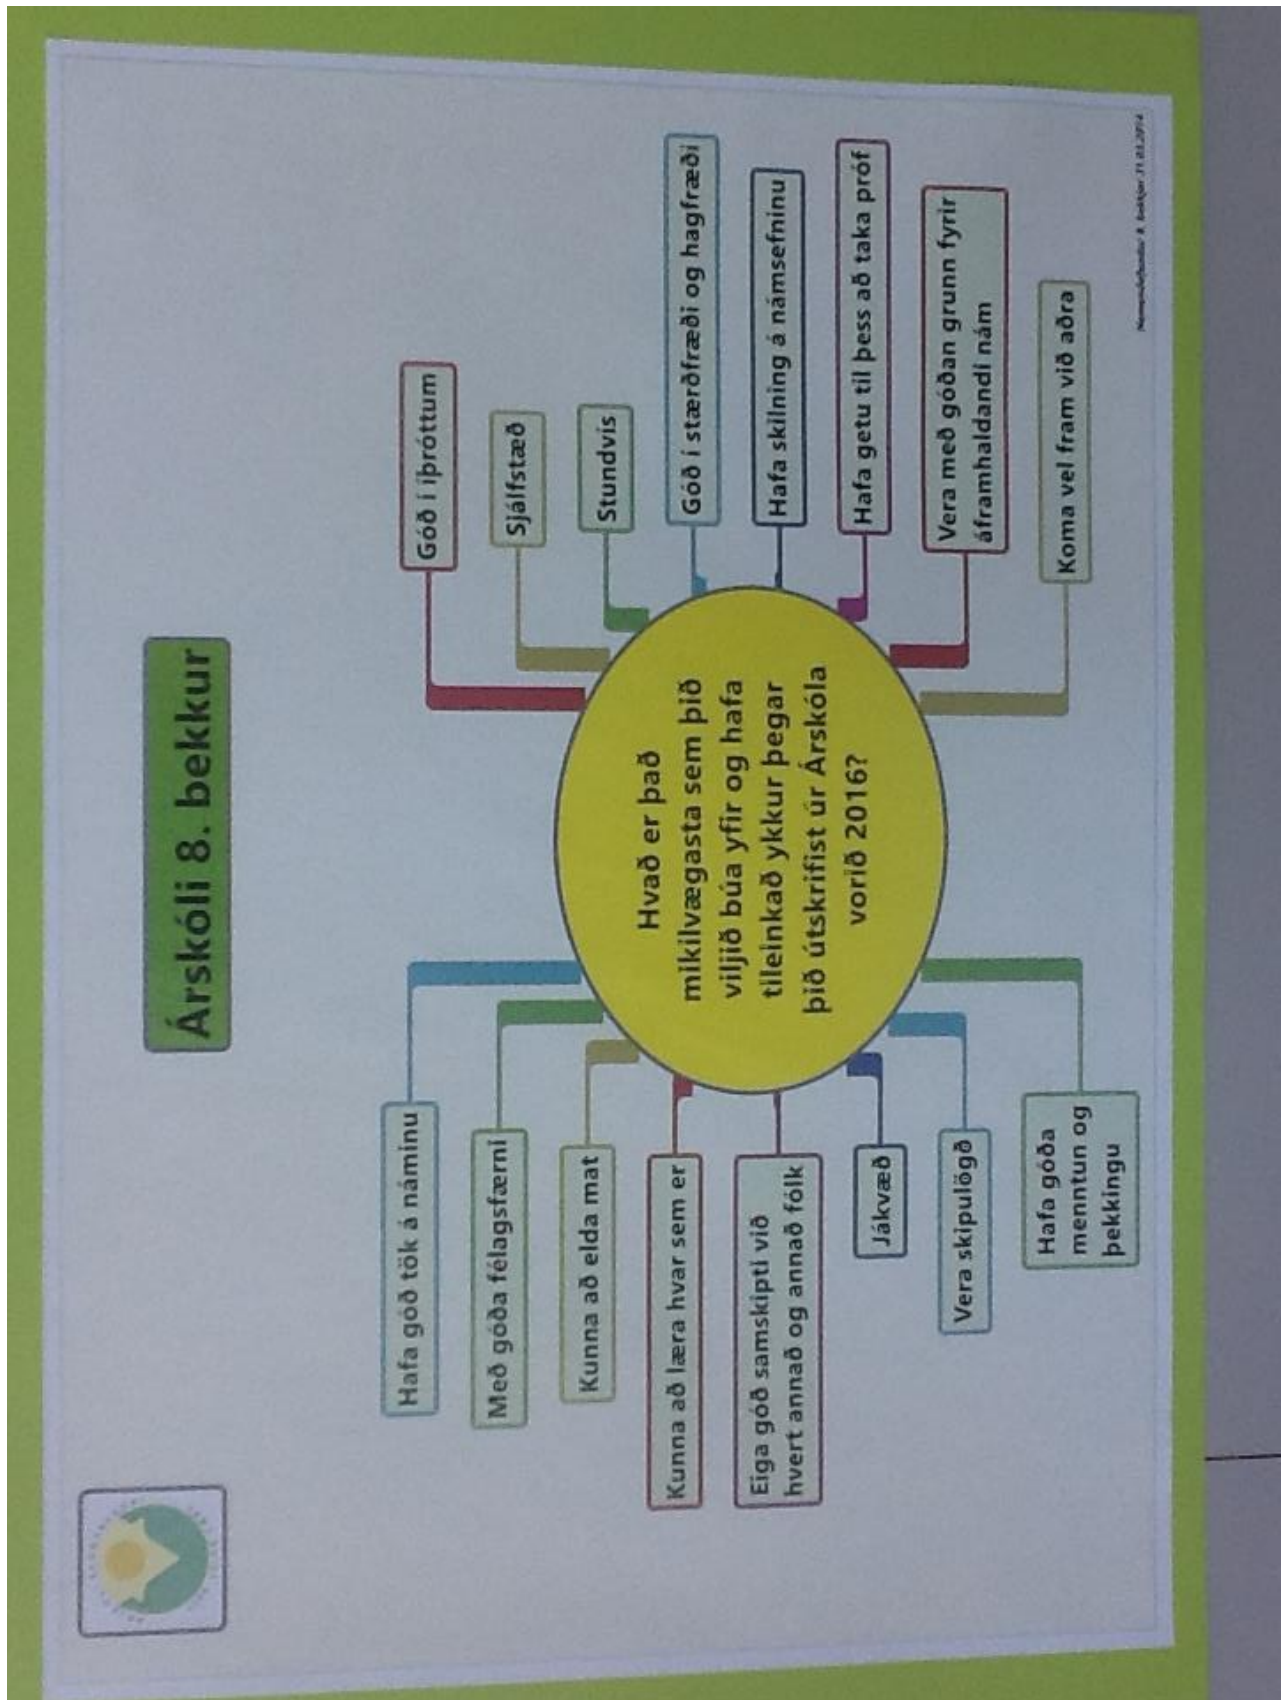 Árskóli 8. bekkur
Hvað er það
mikilvægasta sem þið
viljið búa yfir og hafa
tileinkað ykkur þegar
þið útskrifist úr Árskóla
vorið 2016?
Hafa góð tök á náminu
Með góða félagsfærni
Kunna að elda mat
Kunna að læra hvar sem er
Eiga góð samskipti við
hvert annað og annað fólk
Jákvæð
Vera skipulögð
Hafa góða
menntun og
þekkingu
Góð í íþróttum
Sjálfstæð
Stundvís
Góð í stærðfræði og hagfræði
Hafa skilning á námsefninu
Hafa getu til þess að taka próf
Vera með góðan grunn fyrir
áframhaldandi nám
Koma vel fram við aðra